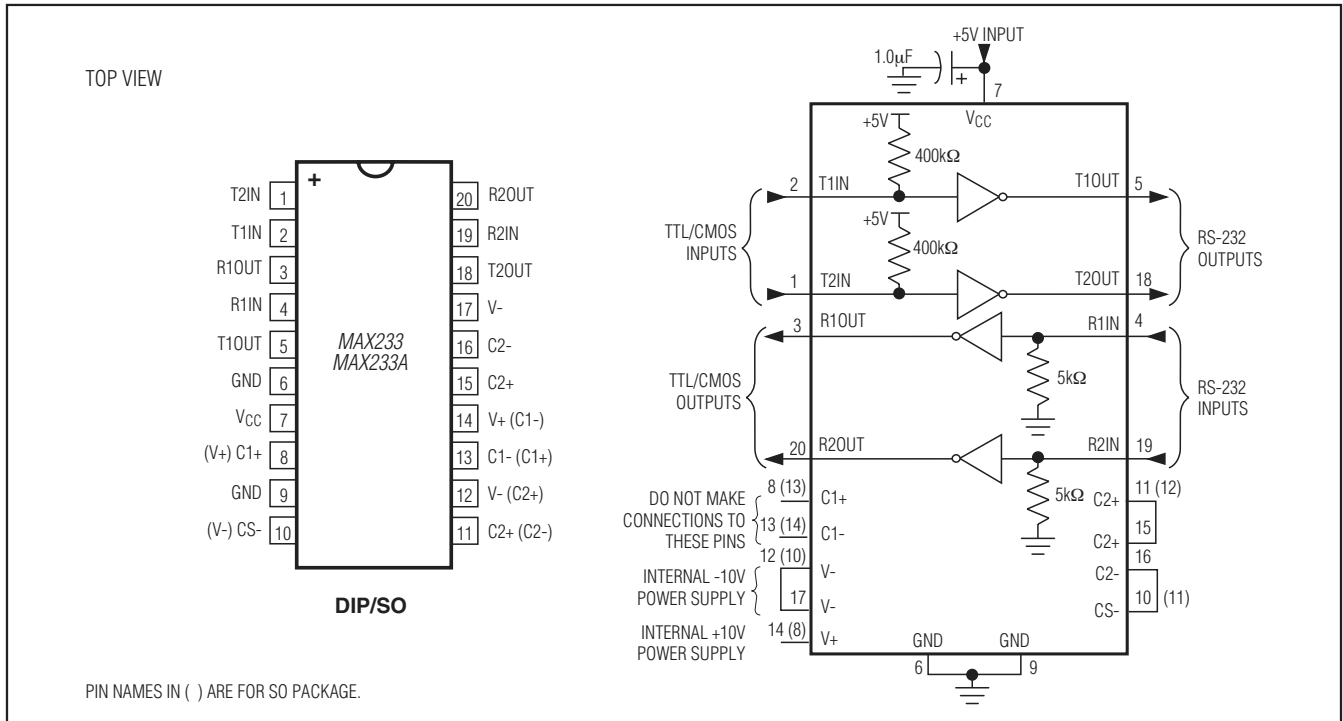 TOP VIEW
+
MAX233
MAX233A
T2IN 1
T1IN 2
R1OUT 3
R1IN 4
T1OUT 5
GND 6
VCC 7
(V+) C1+ 8
GND 9
(V-) CS- 10
20 R2OUT
19 R2IN
18 T2OUT
17 V-
16 C2-
15 C2+
14 V+ (C1-)
13 C1- (C1+)
12 V- (C2+)
11 C2+ (C2-)
DIP/SO
PIN NAMES IN ( ) ARE FOR SO PACKAGE.
+5V INPUT
1.0µF
+
7
VCC
+5V
400kΩ
2 T1IN
T1OUT 5
+5V
400kΩ
TTL/CMOS
INPUTS
RS-232
OUTPUTS
1 T2IN
T2OUT 18
3 R1OUT
R1IN 4
5kΩ
TTL/CMOS
OUTPUTS
RS-232
INPUTS
20 R2OUT
R2IN 19
5kΩ
DO NOT MAKE
CONNECTIONS TO
THESE PINS
8 (13) C1+
13 (14) C1-
INTERNAL -10V
POWER SUPPLY
12 (10) V-
17 V-
INTERNAL +10V
POWER SUPPLY
14 (8) V+
C2+ 11 (12)
C2+ 15
C2- 16
CS- 10 (11)
GND GND
6 9